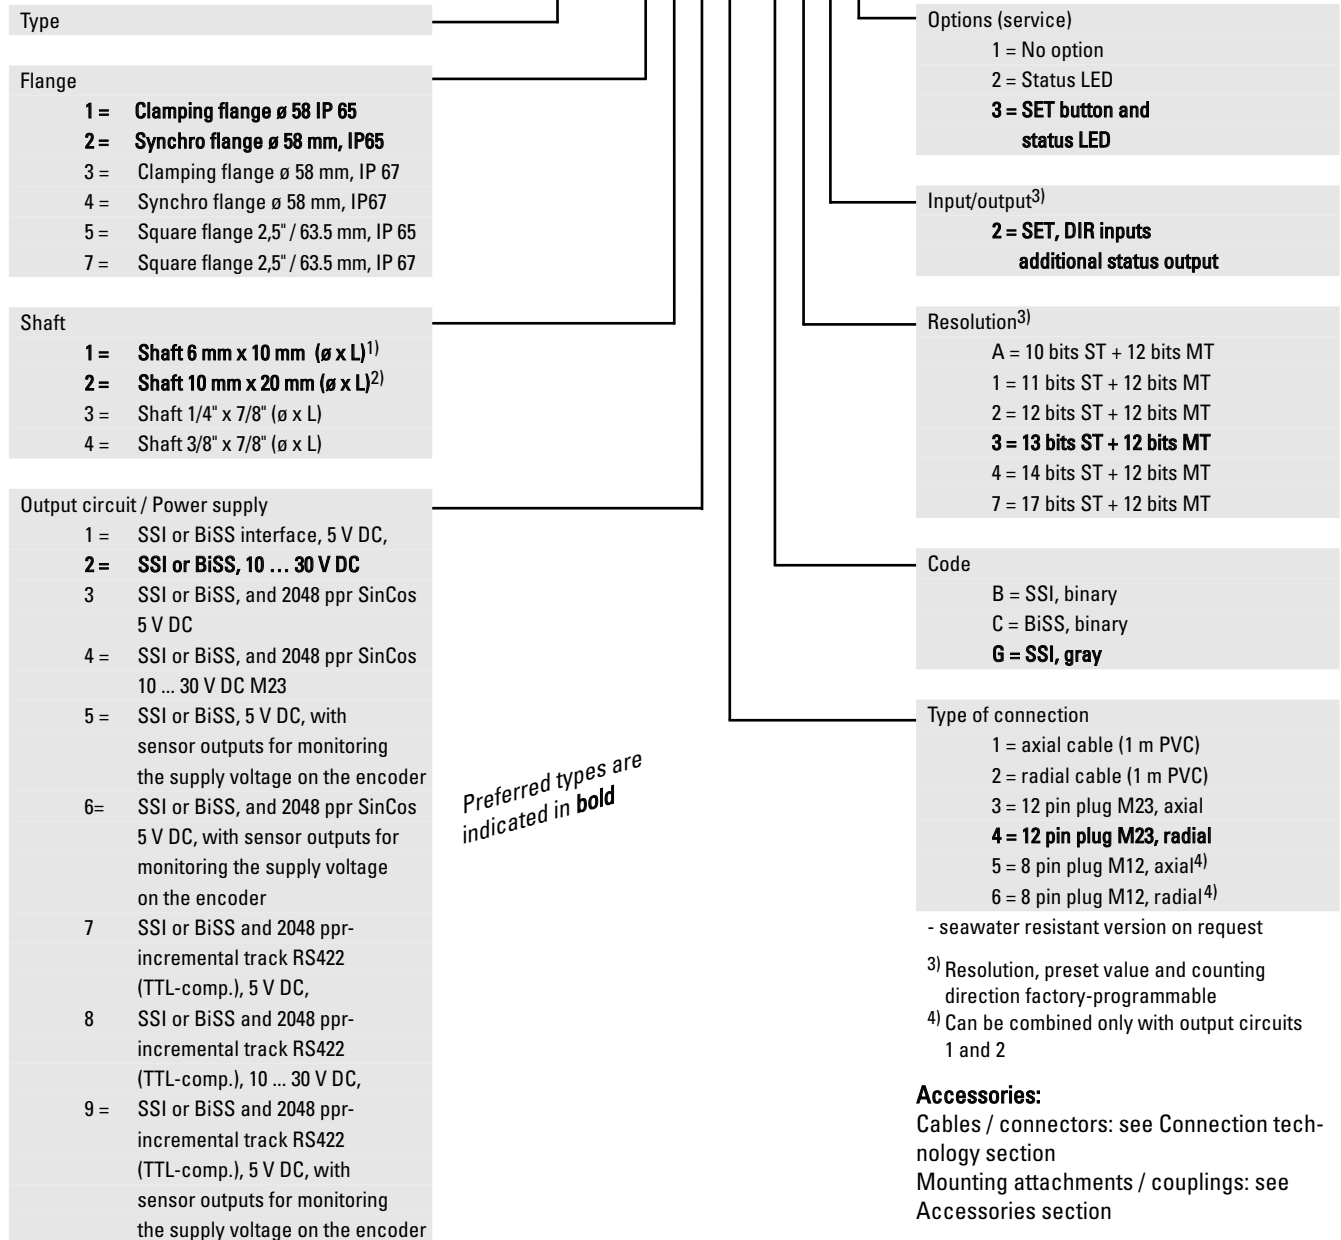 Type
Flange
1 = Clamping flange ø 58 IP 65
2 = Synchro flange ø 58 mm, IP65
3 = Clamping flange ø 58 mm, IP 67
4 = Synchro flange ø 58 mm, IP67
5 = Square flange 2,5" / 63.5 mm, IP 65
7 = Square flange 2,5" / 63.5 mm, IP 67
Shaft
1 = Shaft 6 mm x 10 mm (ø x L)1)
2 = Shaft 10 mm x 20 mm (ø x L)2)
3 = Shaft 1/4" x 7/8" (ø x L)
4 = Shaft 3/8" x 7/8" (ø x L)
Output circuit / Power supply
1 = SSI or BiSS interface, 5 V DC,
2 = SSI or BiSS, 10 … 30 V DC
3 SSI or BiSS, and 2048 ppr SinCos
5 V DC
4 = SSI or BiSS, and 2048 ppr SinCos
10 ... 30 V DC M23
5 = SSI or BiSS, 5 V DC, with
sensor outputs for monitoring
the supply voltage on the encoder
6= SSI or BiSS, and 2048 ppr SinCos
5 V DC, with sensor outputs for
monitoring the supply voltage
on the encoder
7 SSI or BiSS and 2048 ppr-
incremental track RS422
(TTL-comp.), 5 V DC,
8 SSI or BiSS and 2048 ppr-
incremental track RS422
(TTL-comp.), 10 ... 30 V DC,
9 = SSI or BiSS and 2048 ppr-
incremental track RS422
(TTL-comp.), 5 V DC, with
sensor outputs for monitoring
the supply voltage on the encoder
Preferred types are
indicated in bold
Options (service)
1 = No option
2 = Status LED
3 = SET button and
status LED
Input/output3)
2 = SET, DIR inputs
additional status output
Resolution3)
A = 10 bits ST + 12 bits MT
1 = 11 bits ST + 12 bits MT
2 = 12 bits ST + 12 bits MT
3 = 13 bits ST + 12 bits MT
4 = 14 bits ST + 12 bits MT
7 = 17 bits ST + 12 bits MT
Code
B = SSI, binary
C = BiSS, binary
G = SSI, gray
Type of connection
1 = axial cable (1 m PVC)
2 = radial cable (1 m PVC)
3 = 12 pin plug M23, axial
4 = 12 pin plug M23, radial
5 = 8 pin plug M12, axial4)
6 = 8 pin plug M12, radial4)
- seawater resistant version on request
3) Resolution, preset value and counting
direction factory-programmable
4) Can be combined only with output circuits
1 and 2
Accessories:
Cables / connectors: see Connection tech-
nology section
Mounting attachments / couplings: see
Accessories section